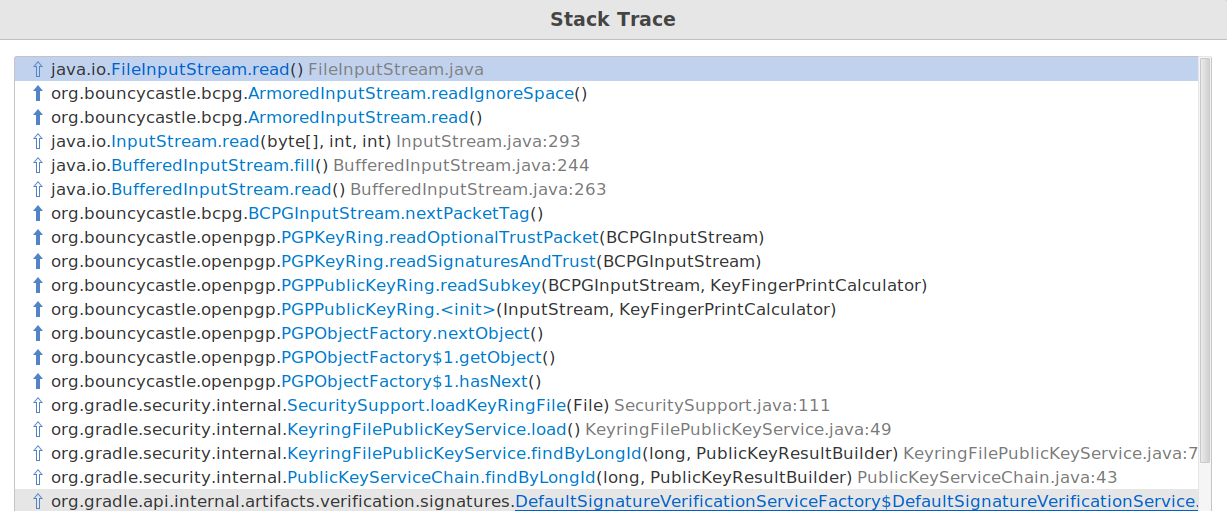 Stack Trace
java.io.FileInputStream.read() FileInputStream.java
org.bouncycastle.bcpg.ArmoredInputStream.readIgnoreSpace()
org.bouncycastle.bcpg.ArmoredInputStream.read()
java.io.InputStream.read(byte[], int, int) InputStream.java:293
java.io.BufferedInputStream.fill() BufferedInputStream.java:244
java.io.BufferedInputStream.read() BufferedInputStream.java:263
org.bouncycastle.bcpg.BCPGInputStream.nextPacketTag()
org.bouncycastle.openpgp.PGPKeyRing.readOptionalTrustPacket(BCPGInputStream)
org.bouncycastle.openpgp.PGPKeyRing.readSignaturesAndTrust(BCPGInputStream)
org.bouncycastle.openpgp.PGPPublicKeyRing.readSubkey(BCPGInputStream, KeyFingerPrintCalculator)
org.bouncycastle.openpgp.PGPPublicKeyRing.<init>(InputStream, KeyFingerPrintCalculator)
org.bouncycastle.openpgp.PGPObjectFactory.nextObject()
org.bouncycastle.openpgp.PGPObjectFactory$1.getObject()
org.bouncycastle.openpgp.PGPObjectFactory$1.hasNext()
org.gradle.security.internal.SecuritySupport.loadKeyRingFile(File) SecuritySupport.java:111
org.gradle.security.internal.KeyringFilePublicKeyService.load() KeyringFilePublicKeyService.java:49
org.gradle.security.internal.KeyringFilePublicKeyService.findByLongId(long, PublicKeyResultBuilder) KeyringFilePublicKeyService.java:7
org.gradle.security.internal.PublicKeyServiceChain.findByLongId(long, PublicKeyResultBuilder) PublicKeyServiceChain.java:43
org.gradle.api.internal.artifacts.verification.signatures.DefaultSignatureVerificationServiceFactory$DefaultSignatureVerificationService.